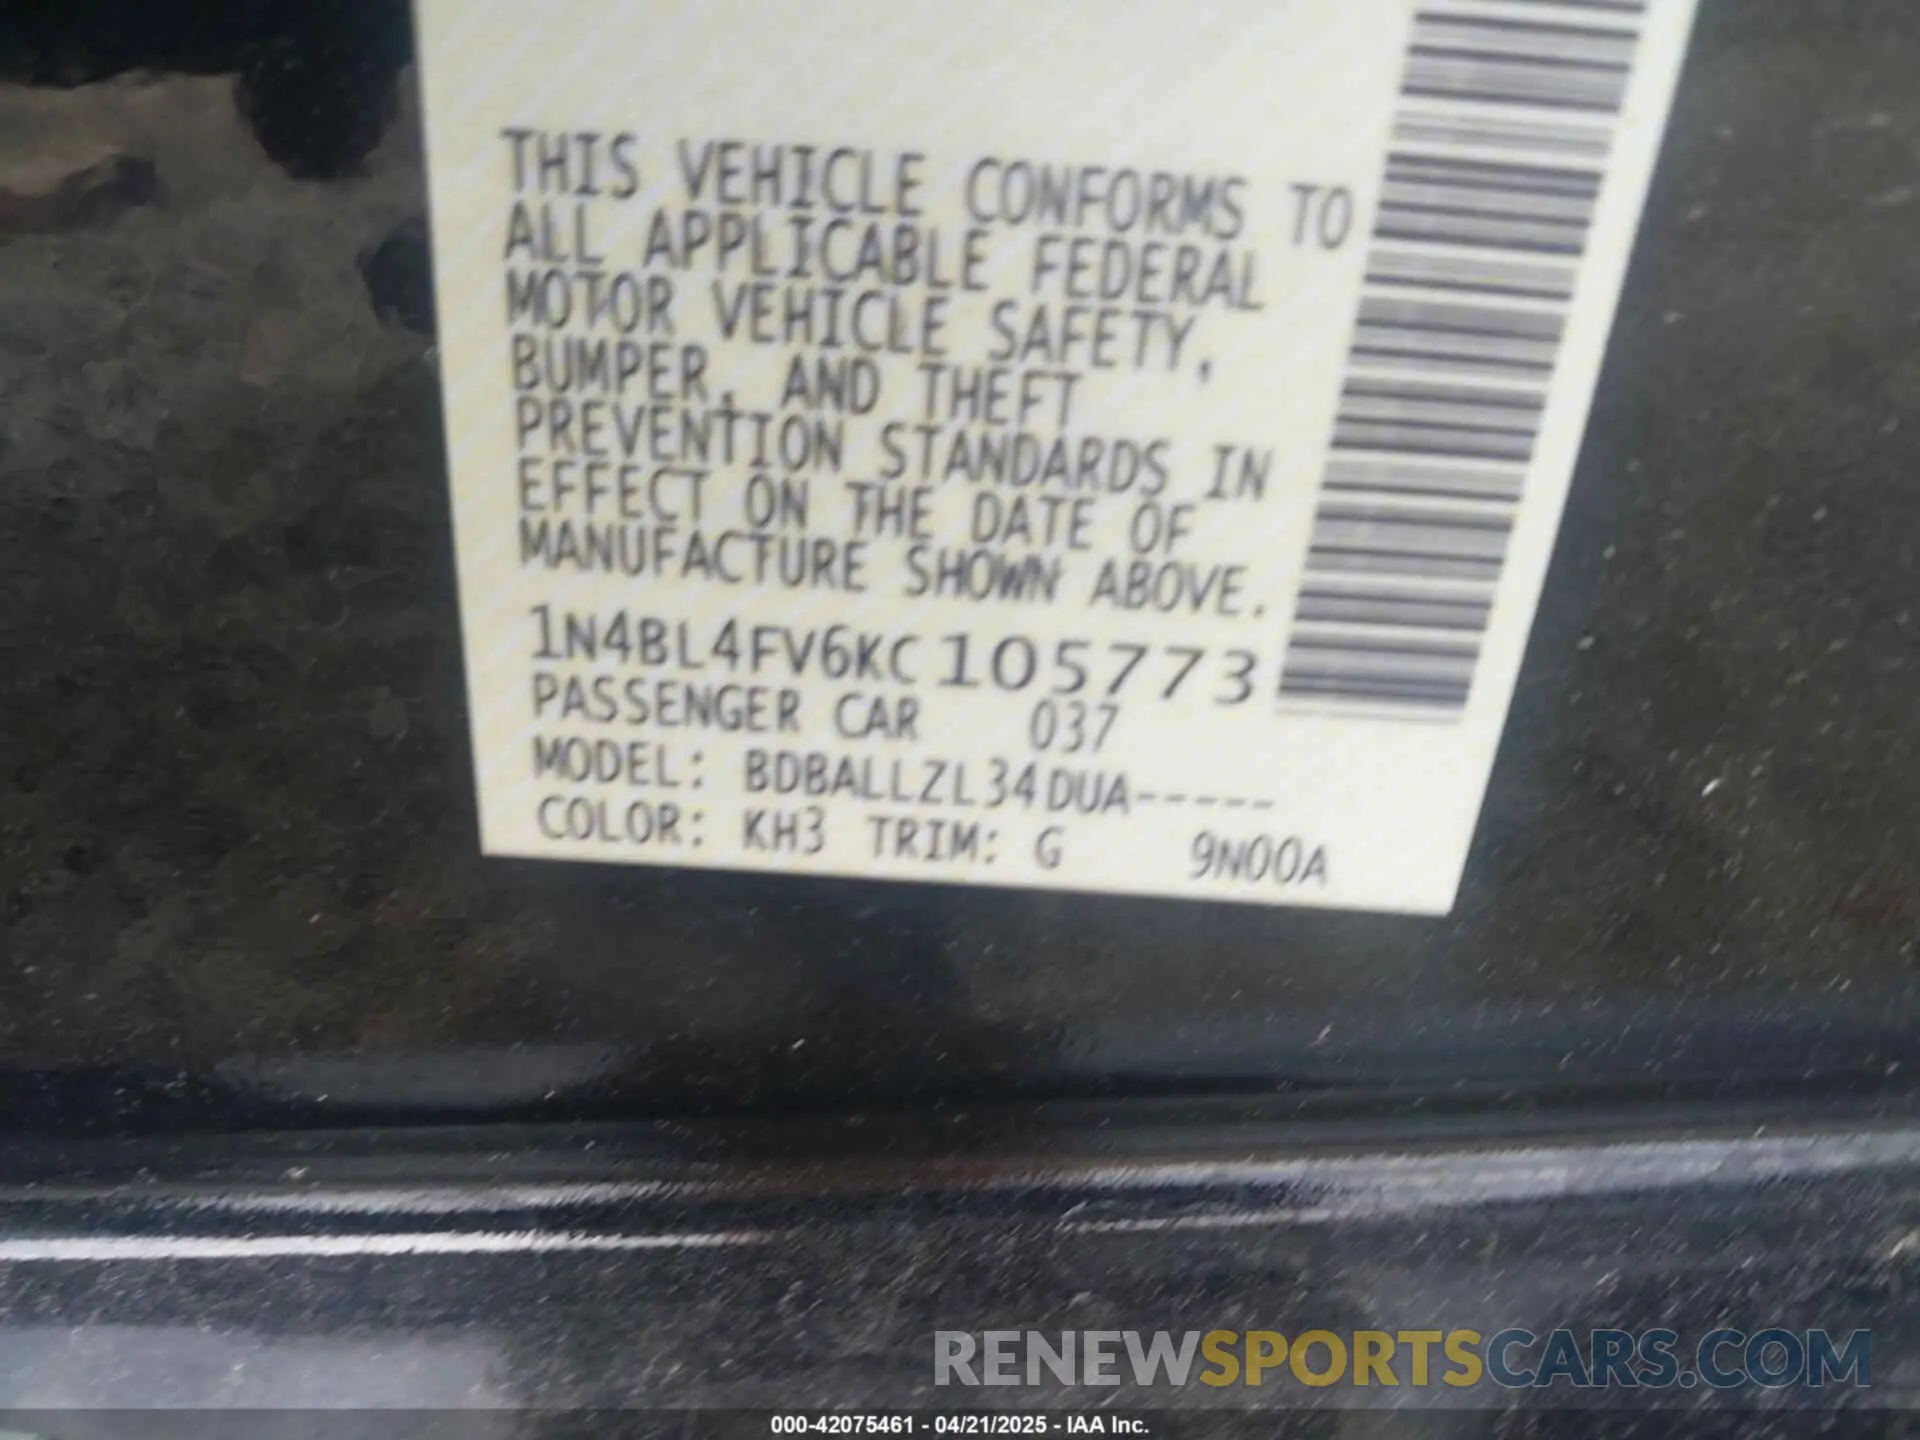 THIS VEHICLE CONFORMS TO
ALL APPLICABLE FEDERAL
MOTOR VEHICLE SAFETY,
BUMPER, AND THEFT
PREVENTION STANDARDS IN
EFFECT ON THE DATE OF
MANUFACTURE SHOWN ABOVE.
1N4BL4FV6KC105773
PASSENGER CAR 037
MODEL: BDBALLZL34DUA-----
COLOR: KH3 TRIM: G 9N00A
RENEWSPORTSCARS.COM
000-42075461 - 04/21/2025 - IAA Inc.